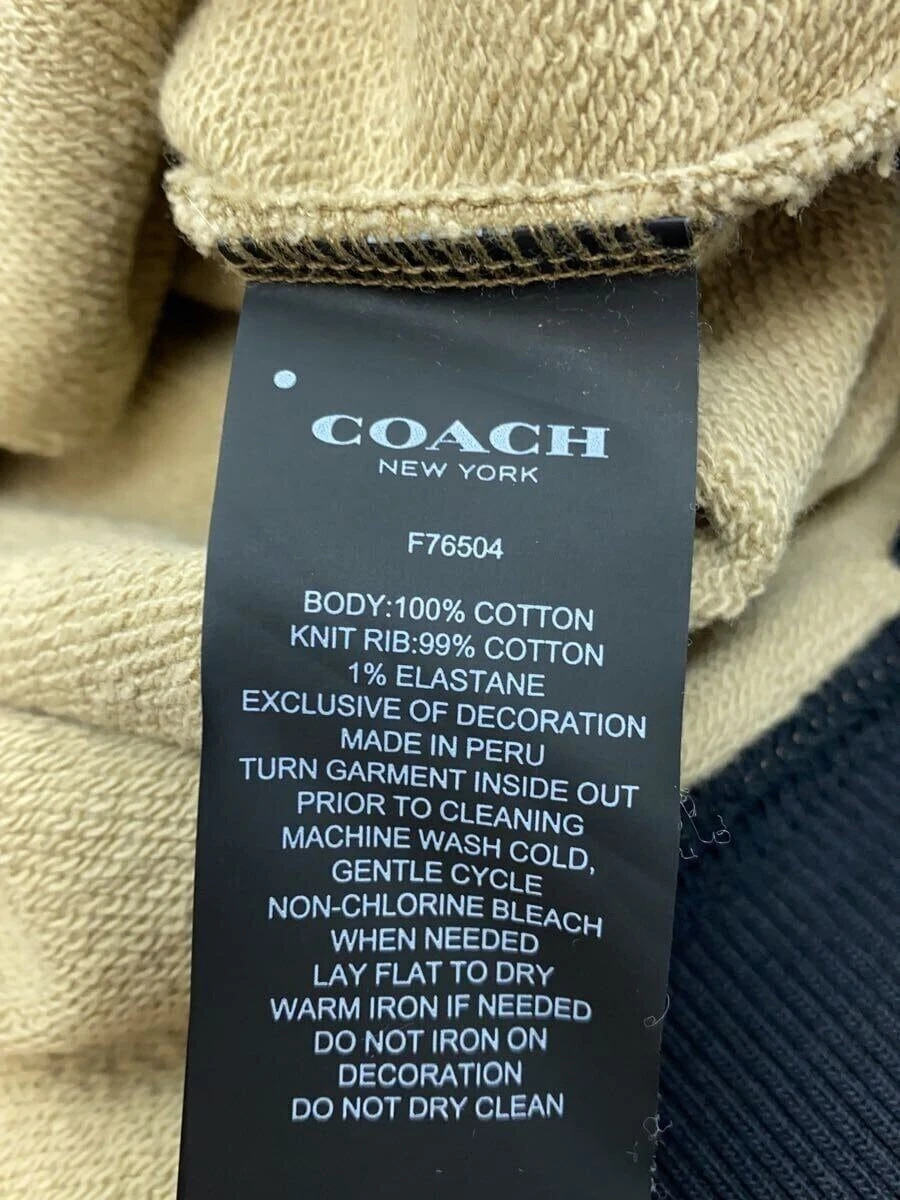 COACH
NEW YORK
F76504
BODY:100% COTTON
KNIT RIB:99% COTTON
1% ELASTANE
EXCLUSIVE OF DECORATION
MADE IN PERU
TURN GARMENT INSIDE OUT
PRIOR TO CLEANING
MACHINE WASH COLD,
GENTLE CYCLE
NON-CHLORINE BLEACH
WHEN NEEDED
LAY FLAT TO DRY
WARM IRON IF NEEDED
DO NOT IRON ON
DECORATION
DO NOT DRY CLEAN